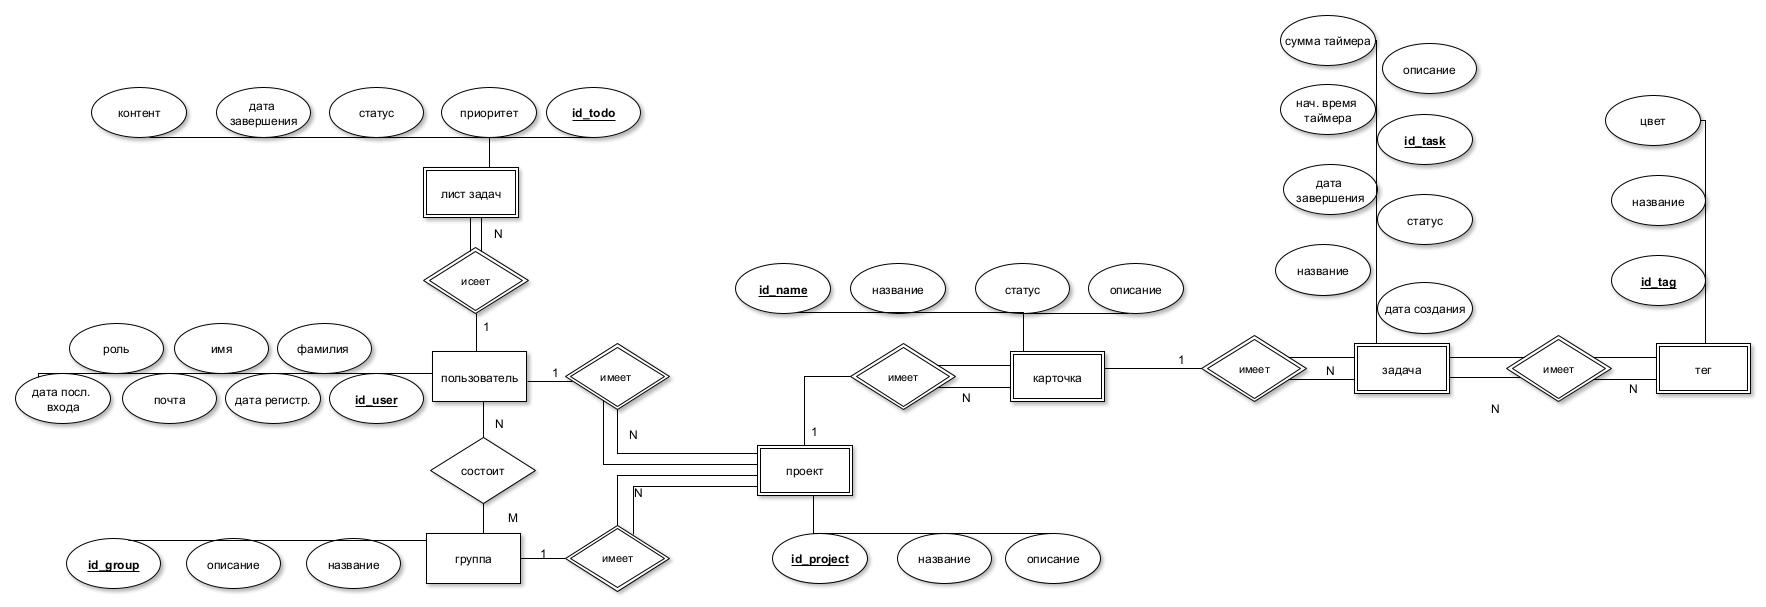 сумма таймера
описание
контент
дата
завершения
статус
приоритет
id_todo
нач. время
таймера
цвет
id_task
лист задач
дата
завершения
название
статус
N
исеет
id_name
название
статус
описание
название
id_tag
дата создания
1
роль
имя
фамилия
пользователь
1
имеет
имеет
карточка
1
имеет
N
задача
имеет
тег
дата посл.
входа
почта
дата регистр.
id_user
N
N
N
N
N
1
состоит
проект
N
M
группа
1
имеет
id_group
описание
название
id_project
название
описание